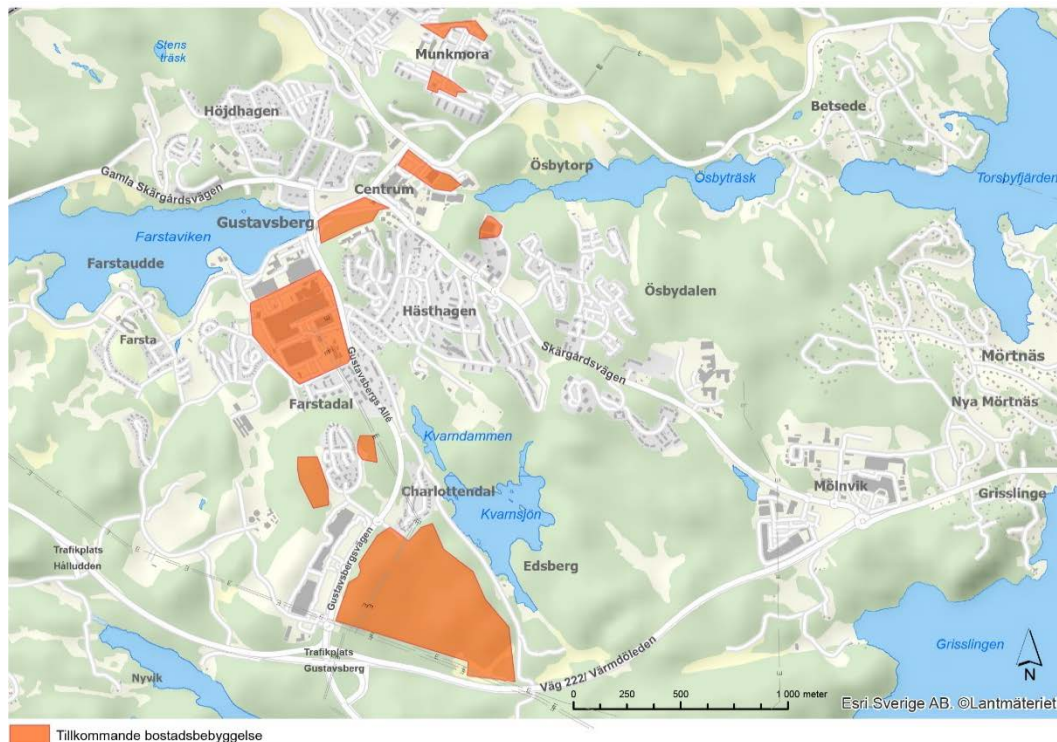 Stens
träsk
Munkmora
Höjdhagen
Betsede
Ösbytorp
Gamla Skärgårdsvägen
Centrum
Ösbyträsk
Torsbyfjärden
Gustavsberg
Farstaviken
Farstaudde
Ösbydalen
Hästhagen
Farsta
Skärgårdsvägen
Gustavsbergs Allé
Mörtnäs
Farstadal
Nya Mörtnäs
Kvarndammen
Charlottendal
Mölnvik
Grisslinge
Kvarnsjön
Trafikplats
Hålludden
Gustavsbergsvägen
Edsberg
Grisslingen
Trafikplats
Gustavsberg
Nyvik
Väg 222/ Värmdöleden
N
0 250 500 1 000 meter
Esri Sverige AB, ©Lantmäteriet
Tillkommande bostadsbebyggelse